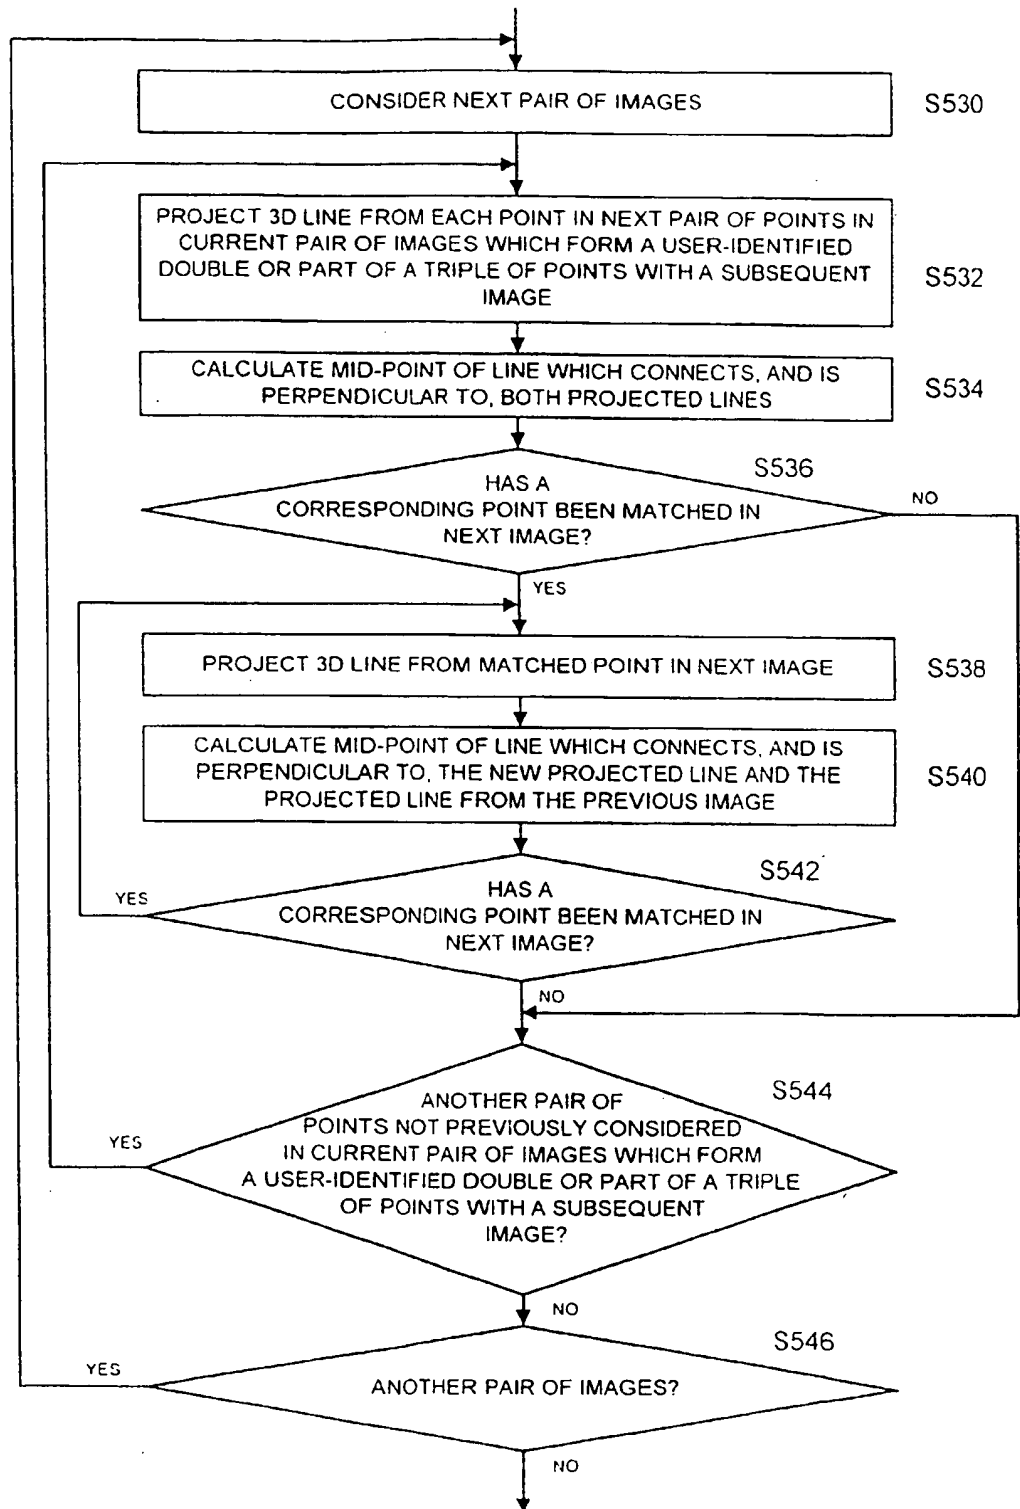 CONSIDER NEXT PAIR OF IMAGES
S530
PROJECT 3D LINE FROM EACH POINT IN NEXT PAIR OF POINTS IN
CURRENT PAIR OF IMAGES WHICH FORM A USER-IDENTIFIED
DOUBLE OR PART OF A TRIPLE OF POINTS WITH A SUBSEQUENT
IMAGE
S532
CALCULATE MID-POINT OF LINE WHICH CONNECTS, AND IS
PERPENDICULAR TO, BOTH PROJECTED LINES
S534
S536
HAS A
CORRESPONDING POINT BEEN MATCHED IN
NEXT IMAGE?
NO
YES
PROJECT 3D LINE FROM MATCHED POINT IN NEXT IMAGE
S538
CALCULATE MID-POINT OF LINE WHICH CONNECTS, AND IS
PERPENDICULAR TO, THE NEW PROJECTED LINE AND THE
PROJECTED LINE FROM THE PREVIOUS IMAGE
S540
S542
YES
HAS A
CORRESPONDING POINT BEEN MATCHED IN
NEXT IMAGE?
NO
S544
ANOTHER PAIR OF
POINTS NOT PREVIOUSLY CONSIDERED
IN CURRENT PAIR OF IMAGES WHICH FORM
A USER-IDENTIFIED DOUBLE OR PART OF A TRIPLE
OF POINTS WITH A SUBSEQUENT
IMAGE?
YES
NO
S546
YES
ANOTHER PAIR OF IMAGES?
NO